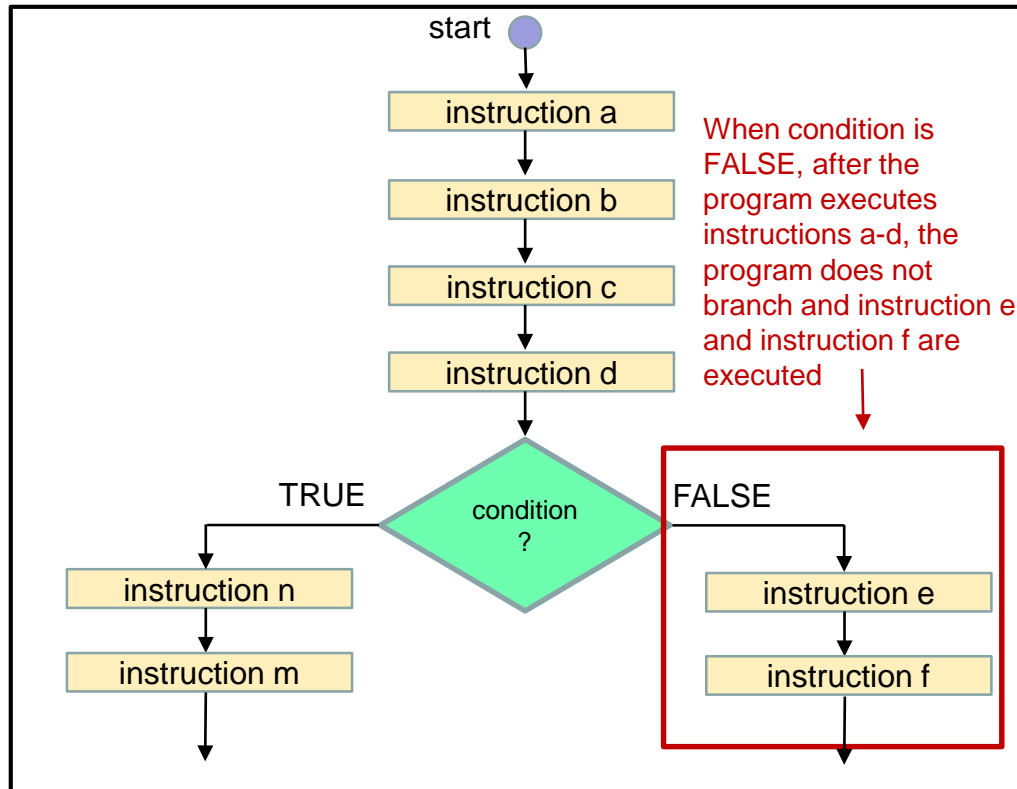 start
instruction a
instruction b
instruction c
instruction d
When condition is
FALSE, after the
program executes
instructions a-d, the
program does not
branch and instruction e
and instruction f are
executed
TRUE
condition
?
FALSE
instruction n
instruction m
instruction e
instruction f